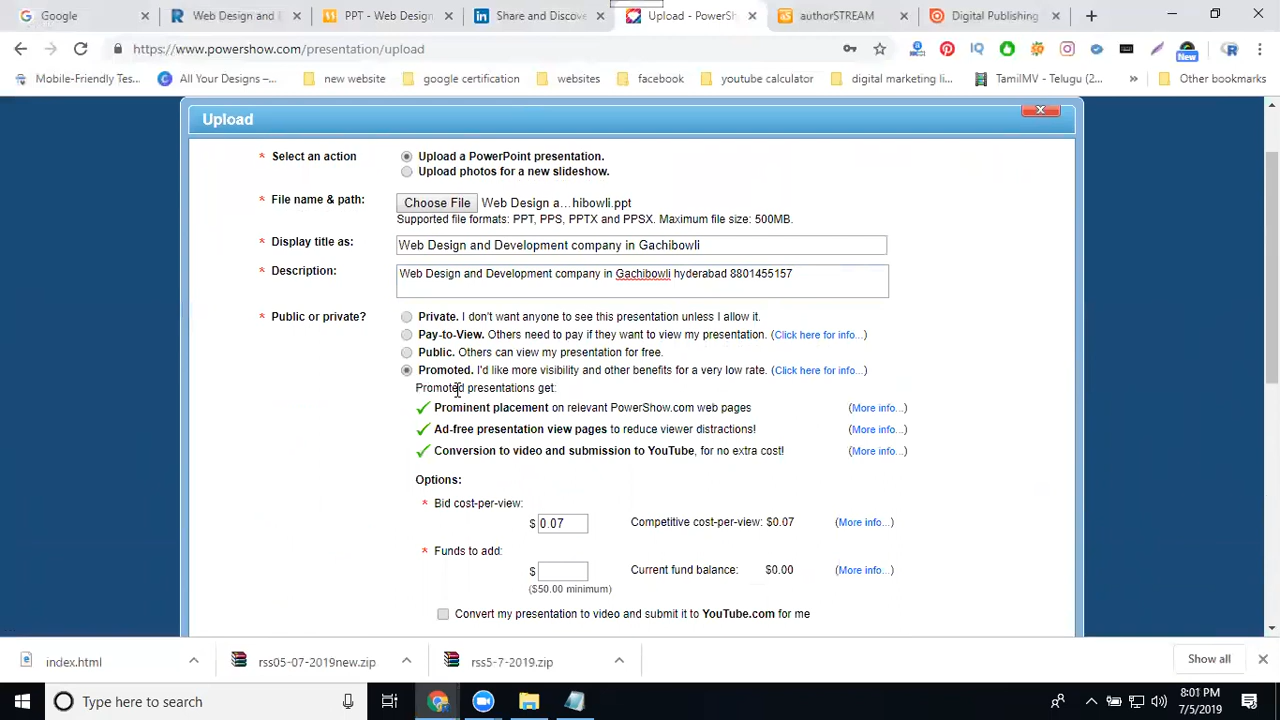 Google
Web Design and D
PPT - Web Design
Share and Discov
Upload - PowerSh
authorSTREAM
Digital Publishing
https://www.powershow.com/presentation/upload
New
Mobile-Friendly Tes...
All Your Designs –...
new website
google certification
websites
facebook
youtube calculator
digital marketing li...
TamilMV - Telugu (2...
»
Other bookmarks
Upload
* Select an action
Upload a PowerPoint presentation.
Upload photos for a new slideshow.
* File name & path:
Choose File Web Design a...hibowli.ppt
Supported file formats: PPT, PPS, PPTX and PPSX. Maximum file size: 500MB.
* Display title as:
Web Design and Development company in Gachibowli
* Description:
Web Design and Development company in Gachibowli hyderabad 8801455157
* Public or private?
Private. I don't want anyone to see this presentation unless I allow it.
Pay-to-View. Others need to pay if they want to view my presentation. (Click here for info...)
Public. Others can view my presentation for free.
Promoted. I'd like more visibility and other benefits for a very low rate. (Click here for info...)
Promoted presentations get:
Prominent placement on relevant PowerShow.com web pages (More info...)
Ad-free presentation view pages to reduce viewer distractions! (More info...)
Conversion to video and submission to YouTube, for no extra cost! (More info...)
Options:
* Bid cost-per-view:
$ 0.07 Competitive cost-per-view: $0.07 (More info...)
* Funds to add:
$ Current fund balance: $0.00 (More info...)
($50.00 minimum)
Convert my presentation to video and submit it to YouTube.com for me
index.html
rss05-07-2019new.zip
rss5-7-2019.zip
Show all
Type here to search
8:01 PM
7/5/2019